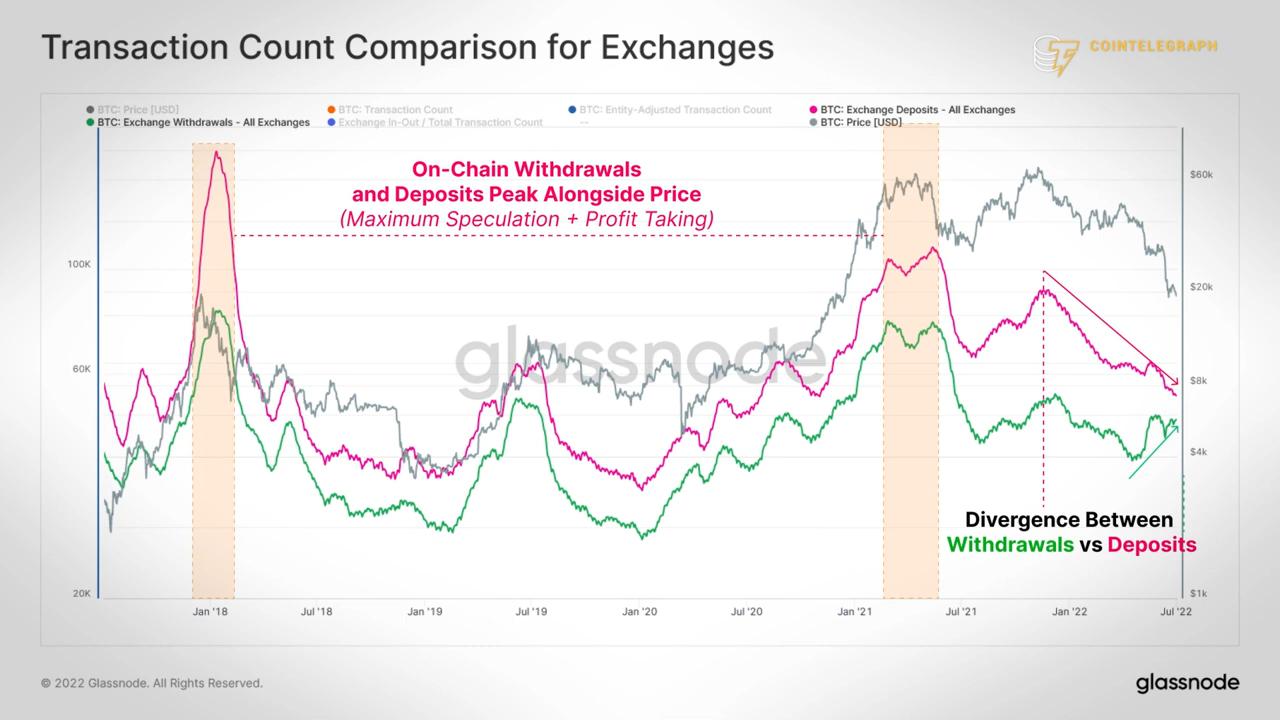 Transaction Count Comparison for Exchanges
COINTELEGRAPH
BTC: Price [USD]
BTC: Transaction Count
BTC: Entity-Adjusted Transaction Count
BTC: Exchange Deposits - All Exchanges
BTC: Exchange Withdrawals - All Exchanges
Exchange In-Out / Total Transaction Count
--
BTC: Price [USD]
On-Chain Withdrawals
and Deposits Peak Alongside Price
(Maximum Speculation + Profit Taking)
100K
60K
20K
$60k
$20k
$8k
$4k
$1k
glassnode
Divergence Between
Withdrawals vs Deposits
Jan '18
Jul '18
Jan '19
Jul '19
Jan '20
Jul '20
Jan '21
Jul '21
Jan '22
Jul '22
© 2022 Glassnode. All Rights Reserved.
glassnode